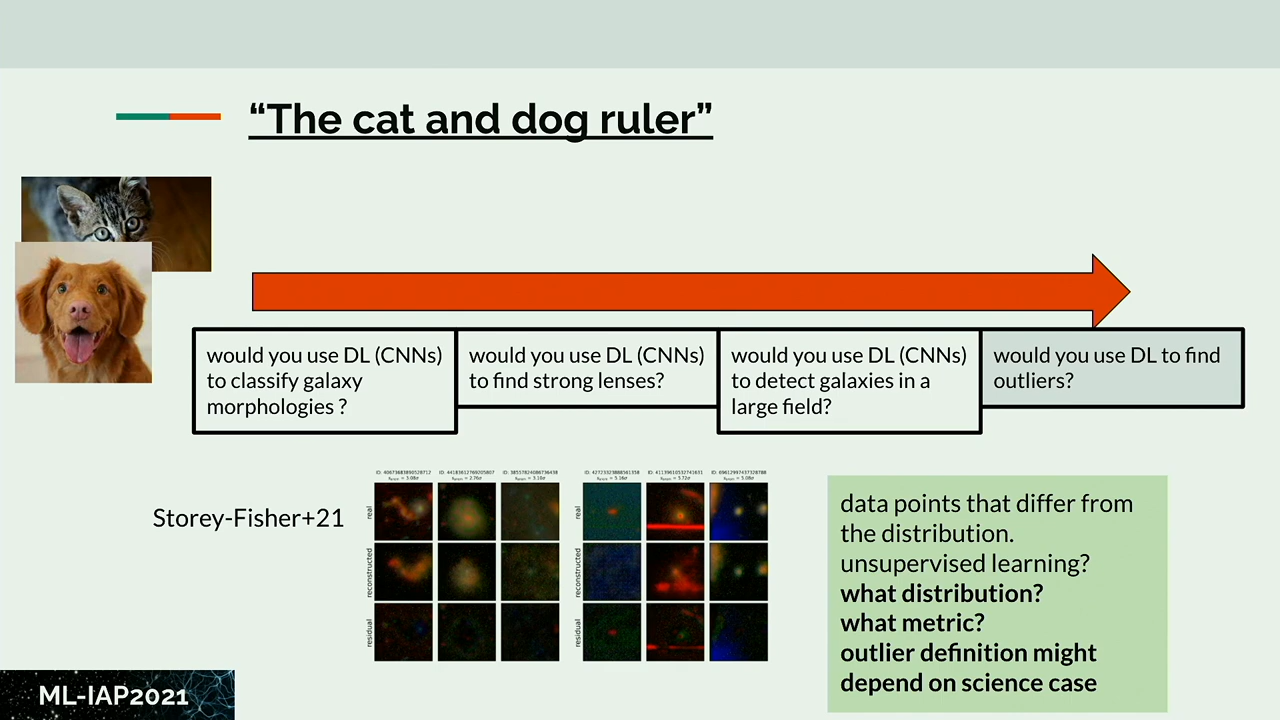 “The cat and dog ruler”
would you use DL (CNNs)
to classify galaxy
morphologies ?
would you use DL (CNNs)
to find strong lenses?
would you use DL (CNNs)
to detect galaxies in a
large field?
would you use DL to find
outliers?
Storey-Fisher+21
real
reconstructed
residual
real
reconstructed
residual
data points that differ from
the distribution.
unsupervised learning?
what distribution?
what metric?
outlier definition might
depend on science case
ML-IAP2021